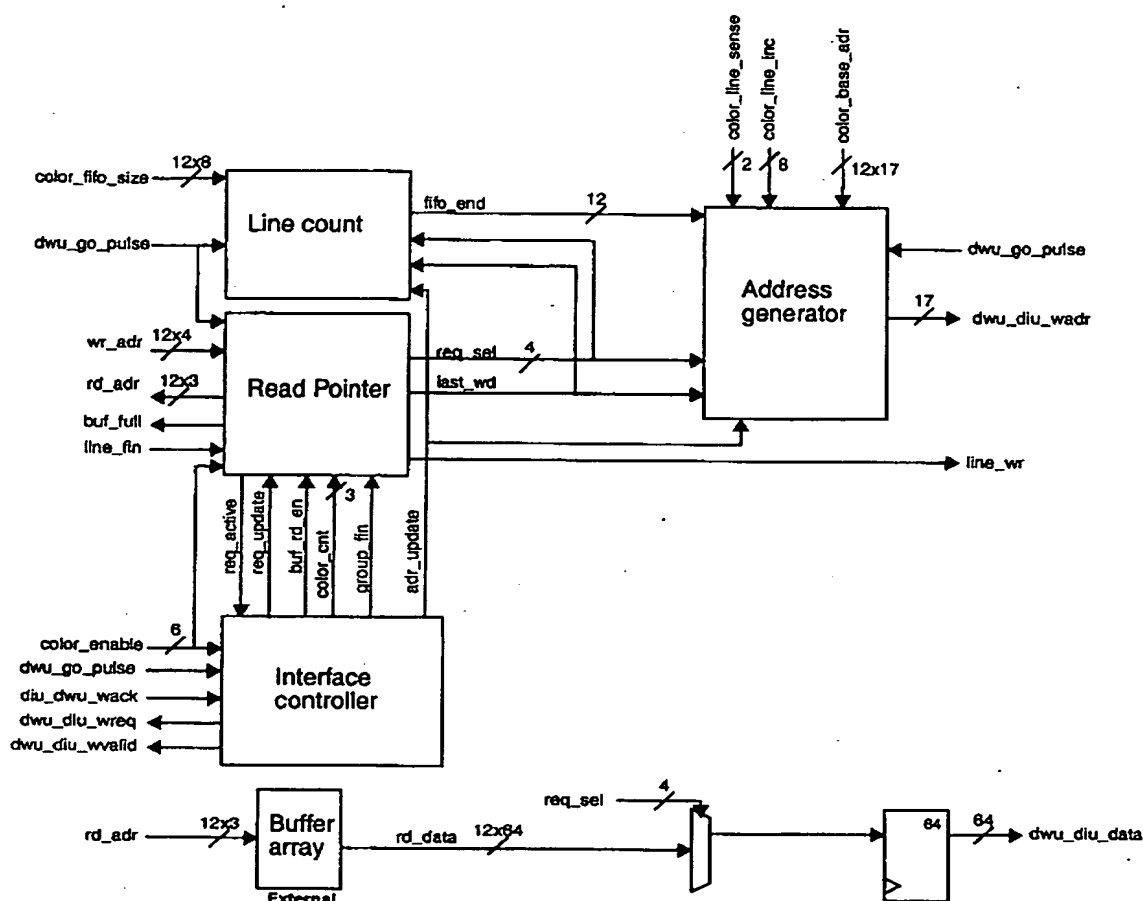 color_line_sense
color_line_inc
color_base_adr
2
8
12x17
color_fifo_size
12x8
Line count
fifo_end
12
dwu_go_pulse
dwu_go_pulse
Address
generator
17
dwu_diu_wadr
wr_adr
12x4
req_sel
4
rd_adr
12x3
Read Pointer
last_wd
buf_full
line_fin
line_wr
req_active
req_update
buf_rd_en
color_cnt
3
group_fin
adr_update
color_enable
6
dwu_go_pulse
Interface
controller
diu_dwu_wack
dwu_diu_wreq
dwu_diu_wvalid
req_sel
4
rd_adr
12x3
Buffer
array
rd_data
12x64
64
64
dwu_diu_data
External